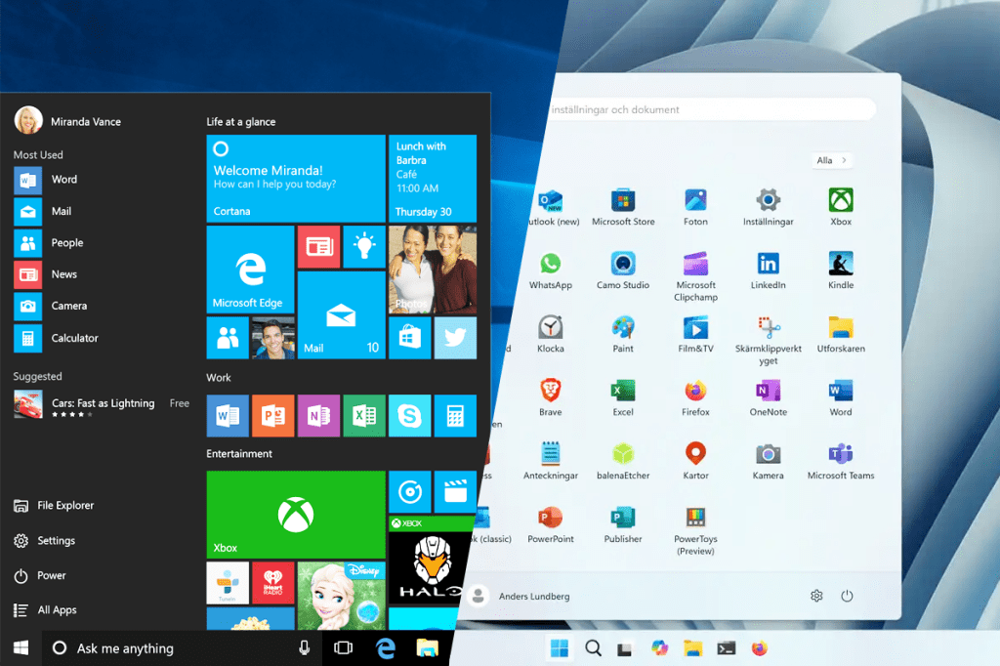 Miranda Vance
Most Used
Word
Mail
People
News
Camera
Calculator
Suggested
Cars: Fast as Lightning
Free
File Explorer
Settings
Power
All Apps
Ask me anything
Life at a glance
Welcome Miranda!
How can I help you today?
Cortana
Lunch with
Barbra
Café
11:00 AM
Thursday 30
Microsoft Edge
Photos
Mail 10
Work
Entertainment
Xbox
XBOX
TuneIn
iHeart
RADIO
Disney
HALO
inställningar och dokument
Alla
utlook (new)
Microsoft Store
Foton
Inställningar
Xbox
WhatsApp
Camo Studio
Microsoft
Clipchamp
LinkedIn
Kindle
d
Klocka
Paint
Film&TV
Skärmklippverkt
yget
Utforskaren
Brave
Excel
Firefox
OneNote
Word
en
Anteckningar
balenaEtcher
Kartor
Kamera
Microsoft Teams
ess
k (classic)
PowerPoint
Publisher
PowerToys
(Preview)
Anders Lundberg